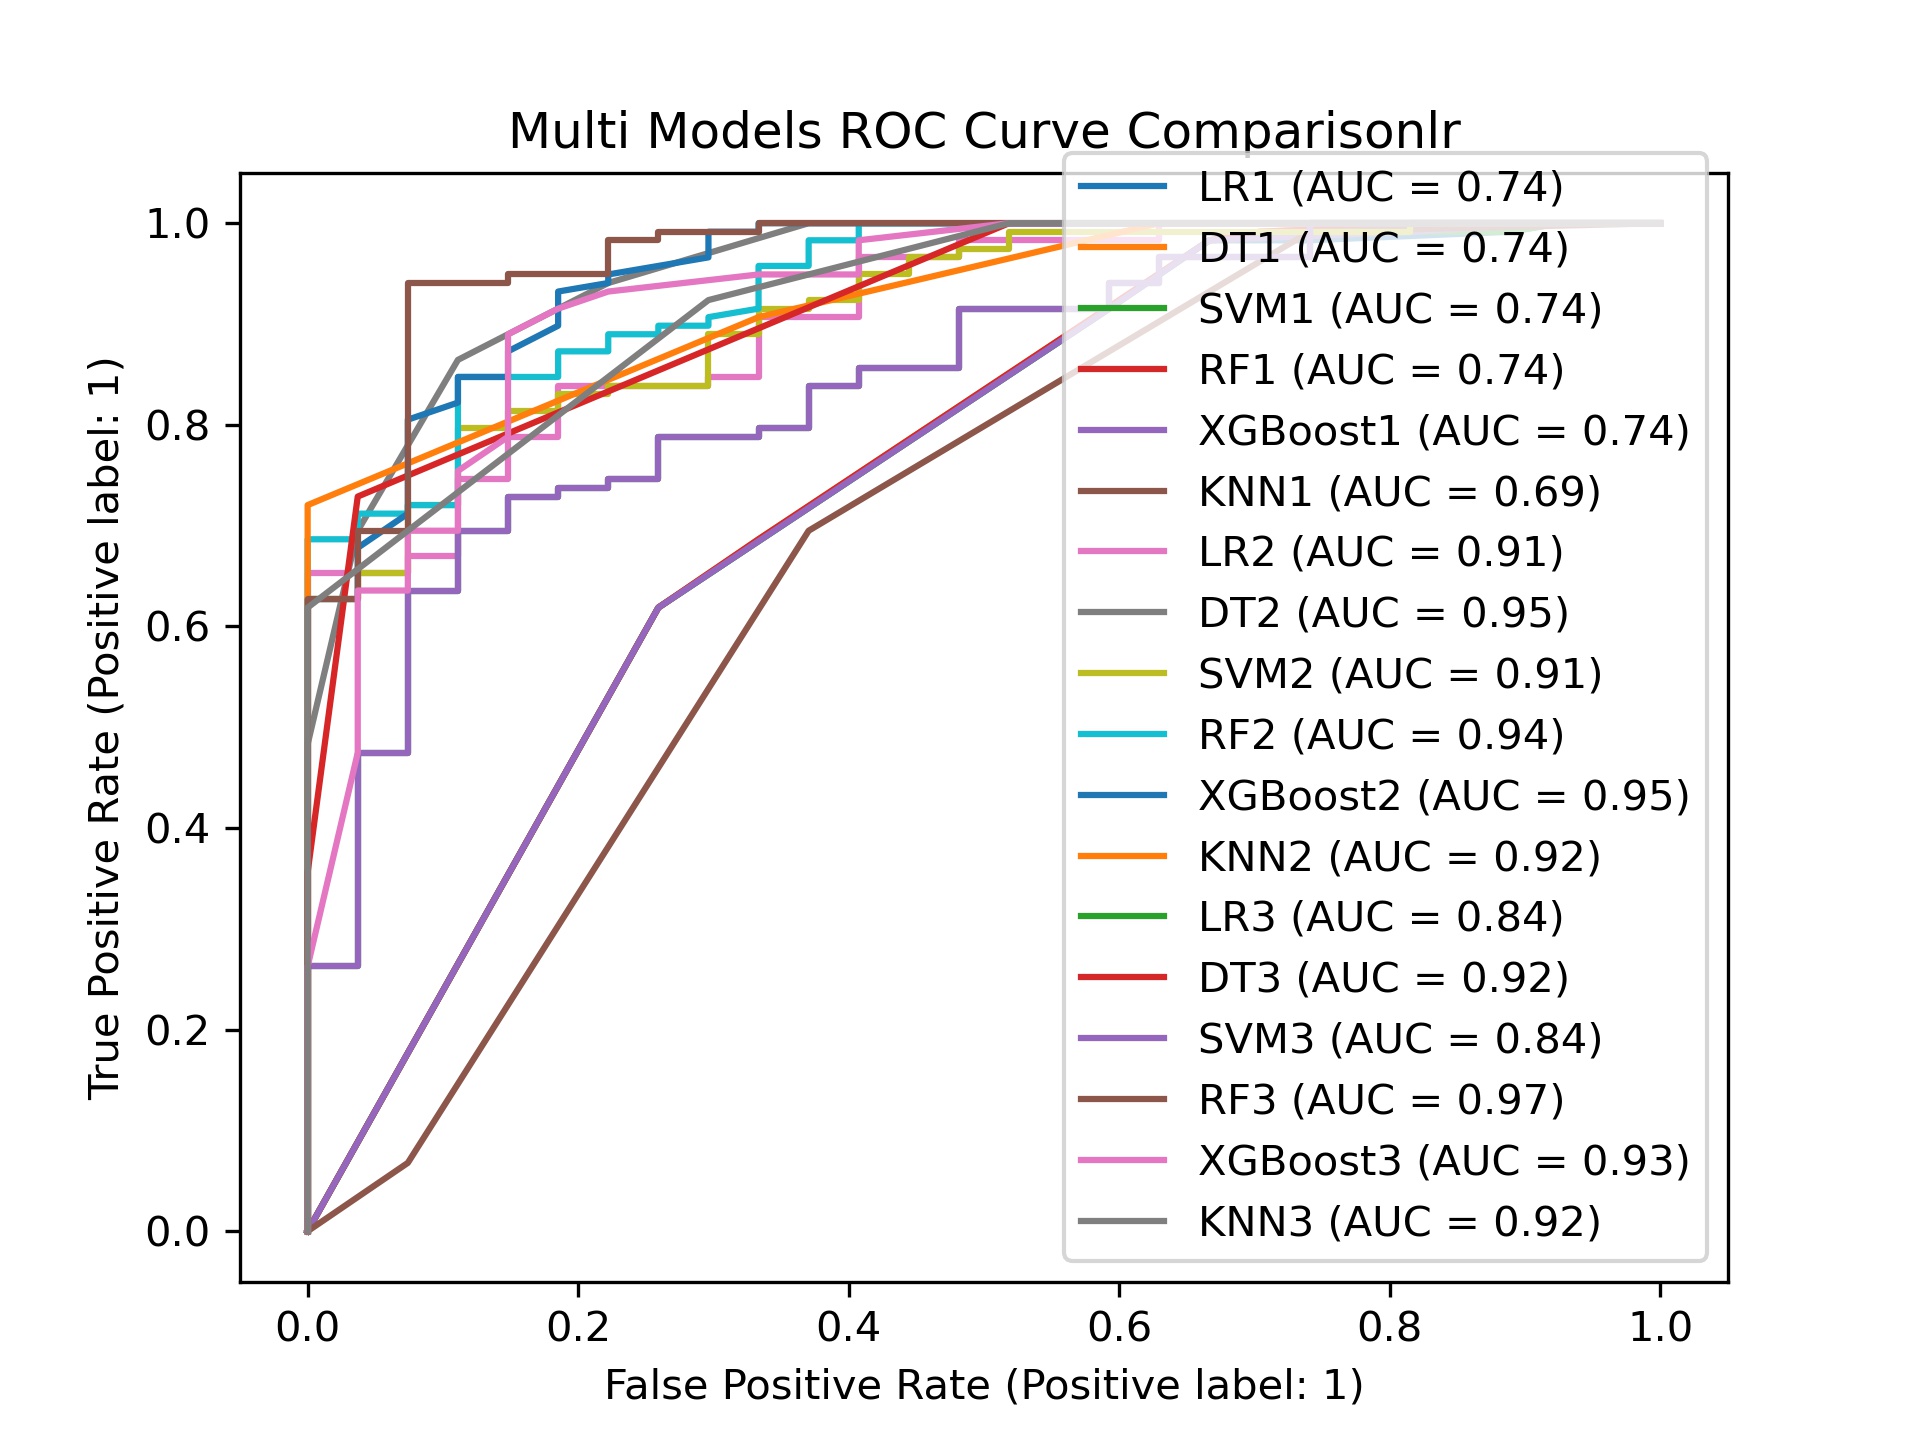 Multi Models ROC Curve Comparisonlr
True Positive Rate (Positive label: 1)
1.0
0.8
0.6
0.4
0.2
0.0
LR1 (AUC = 0.74)
DT1 (AUC = 0.74)
SVM1 (AUC = 0.74)
RF1 (AUC = 0.74)
XGBoost1 (AUC = 0.74)
KNN1 (AUC = 0.69)
LR2 (AUC = 0.91)
DT2 (AUC = 0.95)
SVM2 (AUC = 0.91)
RF2 (AUC = 0.94)
XGBoost2 (AUC = 0.95)
KNN2 (AUC = 0.92)
LR3 (AUC = 0.84)
DT3 (AUC = 0.92)
SVM3 (AUC = 0.84)
RF3 (AUC = 0.97)
XGBoost3 (AUC = 0.93)
KNN3 (AUC = 0.92)
0.0 0.2 0.4 0.6 0.8 1.0
False Positive Rate (Positive label: 1)